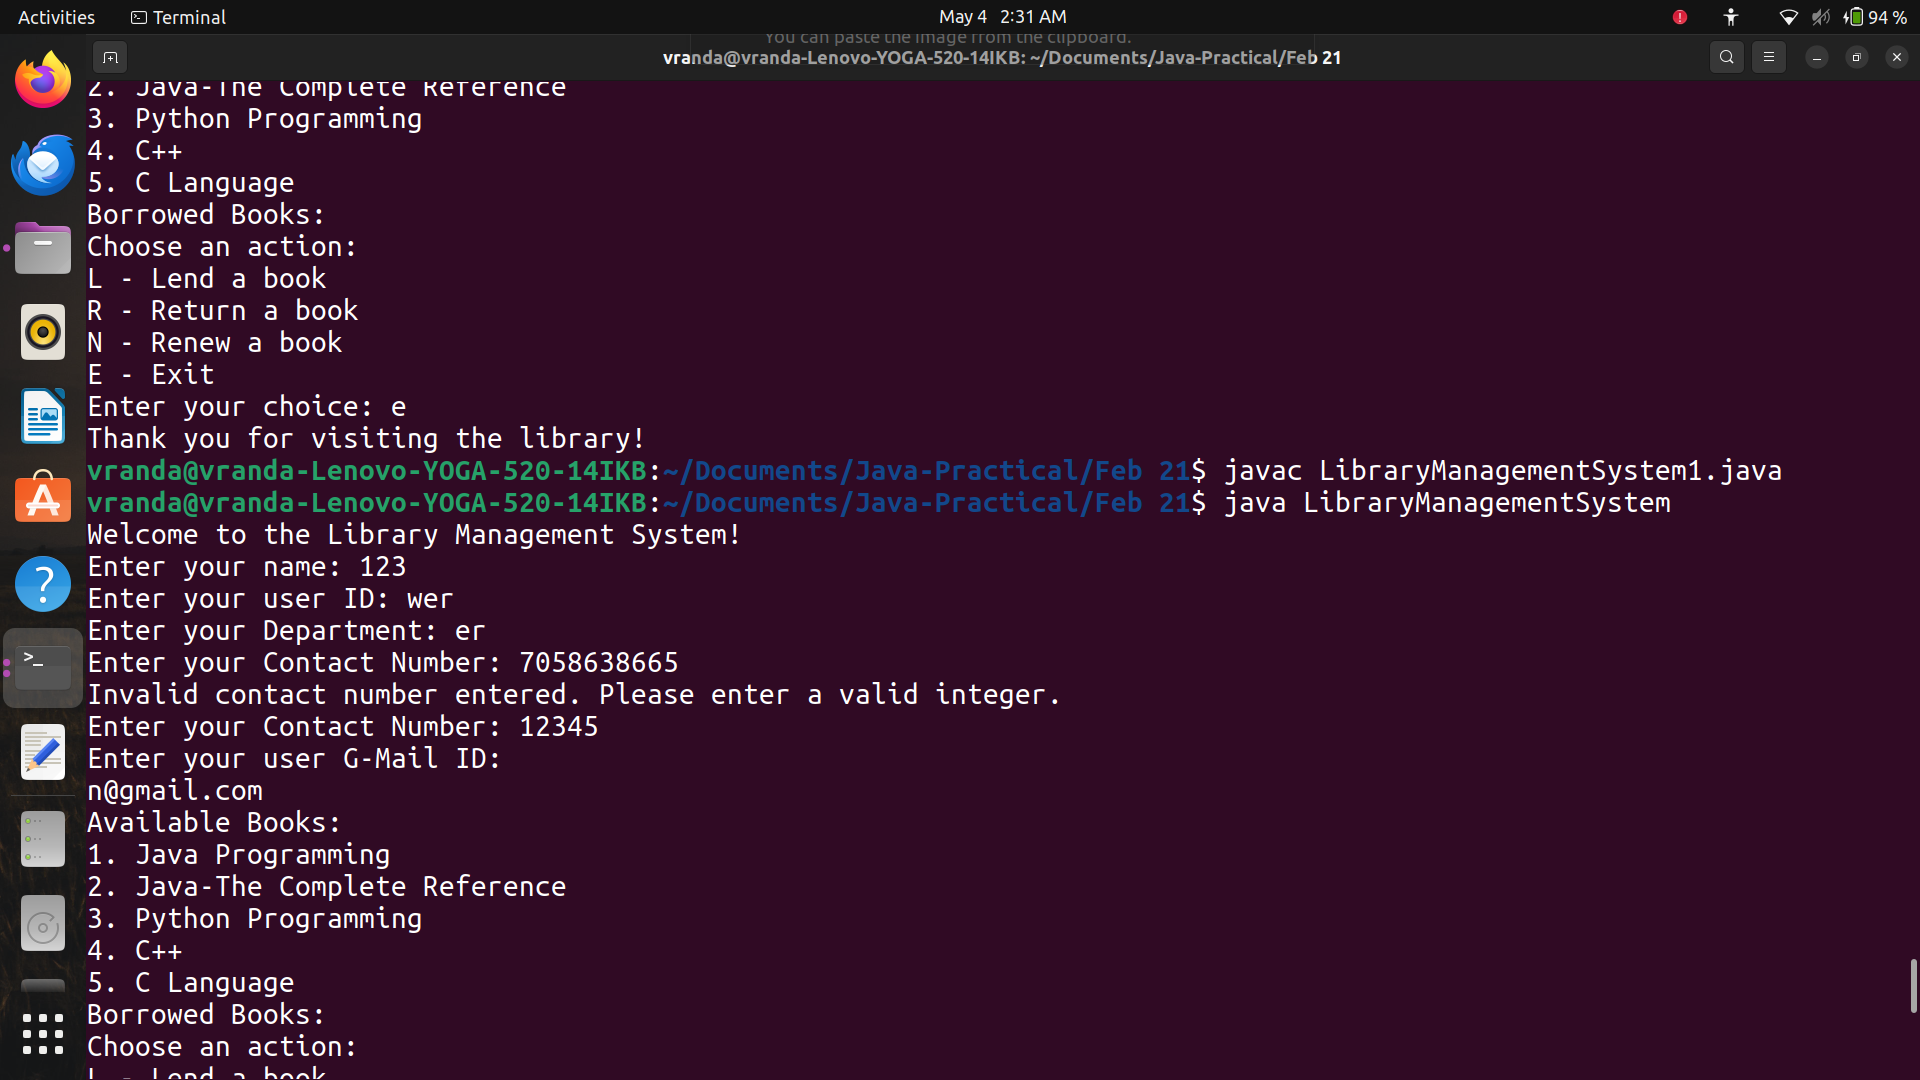 Activities
Terminal
May 4 2:31 AM
94 %
You can paste the image from the clipboard.
vranda@vranda-Lenovo-YOGA-520-14IKB: ~/Documents/Java-Practical/Feb 21
2. Java-The Complete Reference
3. Python Programming
4. C++
5. C Language
Borrowed Books:
Choose an action:
L - Lend a book
R - Return a book
N - Renew a book
E - Exit
Enter your choice: e
Thank you for visiting the library!
vranda@vranda-Lenovo-YOGA-520-14IKB:~/Documents/Java-Practical/Feb 21$ javac LibraryManagementSystem1.java
vranda@vranda-Lenovo-YOGA-520-14IKB:~/Documents/Java-Practical/Feb 21$ java LibraryManagementSystem
Welcome to the Library Management System!
Enter your name: 123
Enter your user ID: wer
Enter your Department: er
Enter your Contact Number: 7058638665
Invalid contact number entered. Please enter a valid integer.
Enter your Contact Number: 12345
Enter your user G-Mail ID:
n@gmail.com
Available Books:
1. Java Programming
2. Java-The Complete Reference
3. Python Programming
4. C++
5. C Language
Borrowed Books:
Choose an action:
L - Lend a book